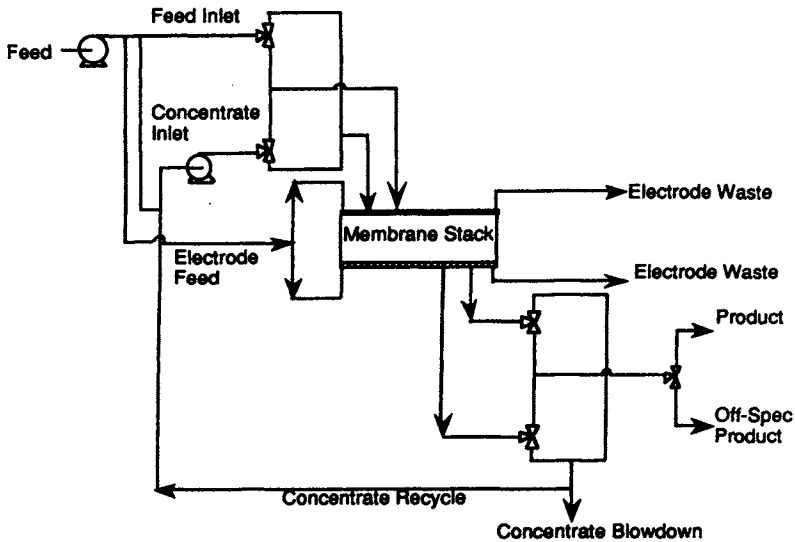 Feed Inlet
Feed
Concentrate
Inlet
Electrode Waste
Membrane Stack
Electrode
Feed
Electrode Waste
Product
Off-Spec
Product
Concentrate Recycle
Concentrate Blowdown